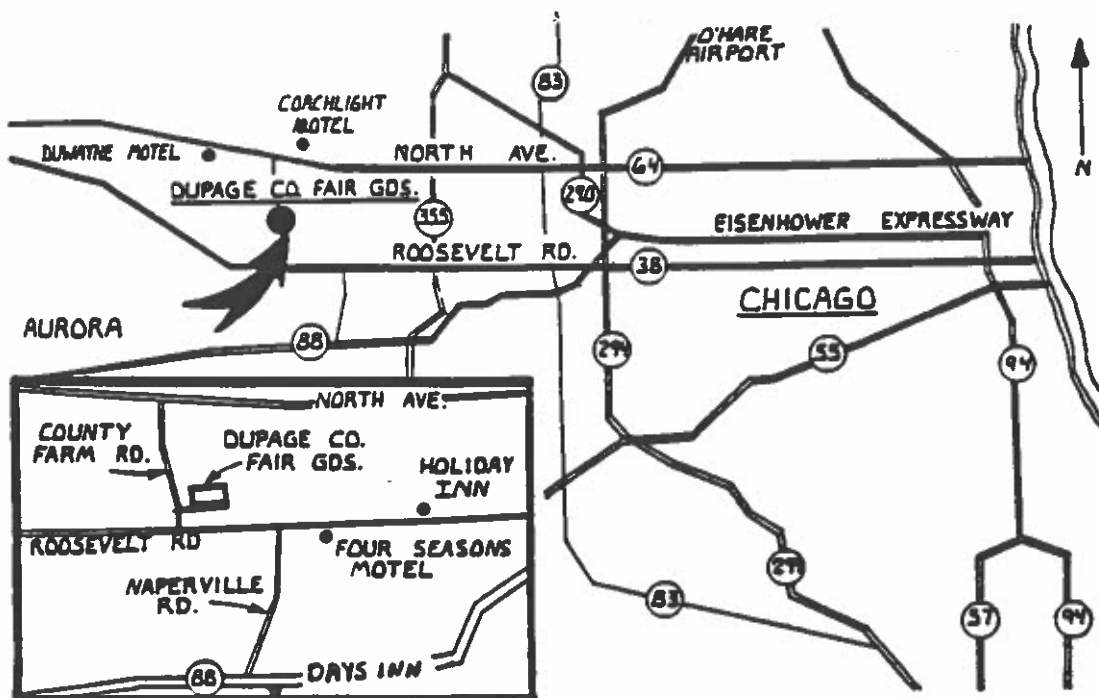 O'HARE
AIRPORT
83
N
COACHLIGHT
MOTEL
DUWAYNE MOTEL
NORTH AVE.
64
DUPAGE CO. FAIR GDS.
290
355
EISENHOWER EXPRESSWAY
ROOSEVELT RD.
38
CHICAGO
AURORA
88
294
55
94
NORTH AVE.
COUNTY
FARM RD.
DUPAGE CO.
FAIR GDS.
HOLIDAY
INN
ROOSEVELT RD
FOUR SEASONS
MOTEL
NAPERVILLE
RD.
88
DAYS INN
83
57
94